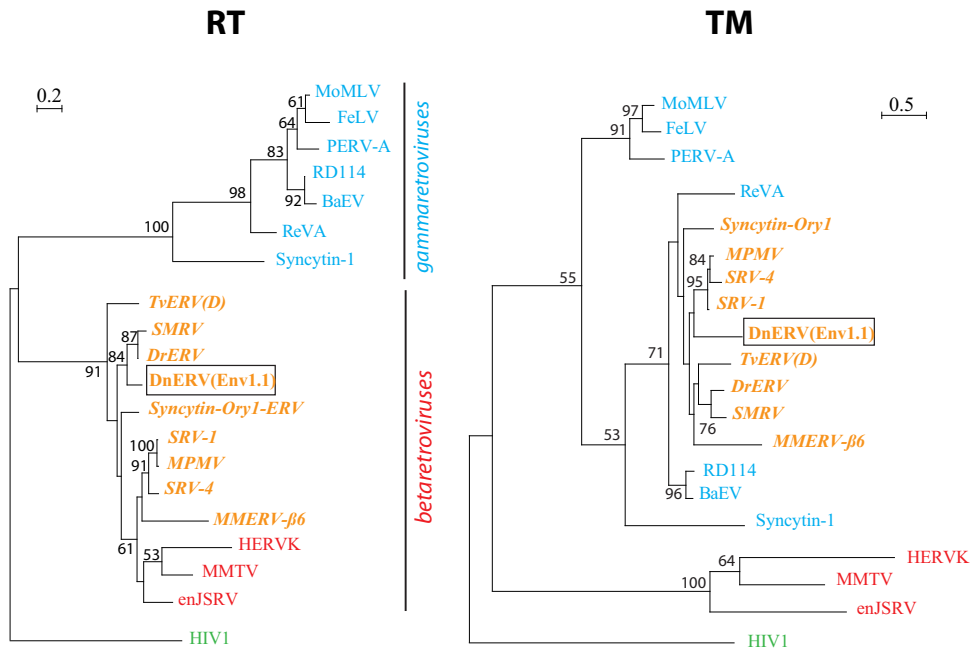 RT
0.2
MoMLV
61
FeLV
64
PERV-A
83
RD114
98
92
BaEV
100
ReVA
Syncytin-1
gammaretroviruses
TvERV(D)
87
SMRV
84
DrERV
91
DnERV(Env1.1)
Syncytin-Ory1-ERV
100
SRV-1
91
MPMV
SRV-4
MMERV-β6
61
53
HERVK
MMTV
enJSRV
betaretroviruses
HIV1
TM
0.5
97
MoMLV
91
FeLV
PERV-A
ReVA
Syncytin-Ory1
84
MPMV
95
SRV-4
55
SRV-1
DnERV(Env1.1)
71
TvERV(D)
DrERV
SMRV
76
53
MMERV-β6
RD114
96
BaEV
Syncytin-1
64
HERVK
100
MMTV
enJSRV
HIV1